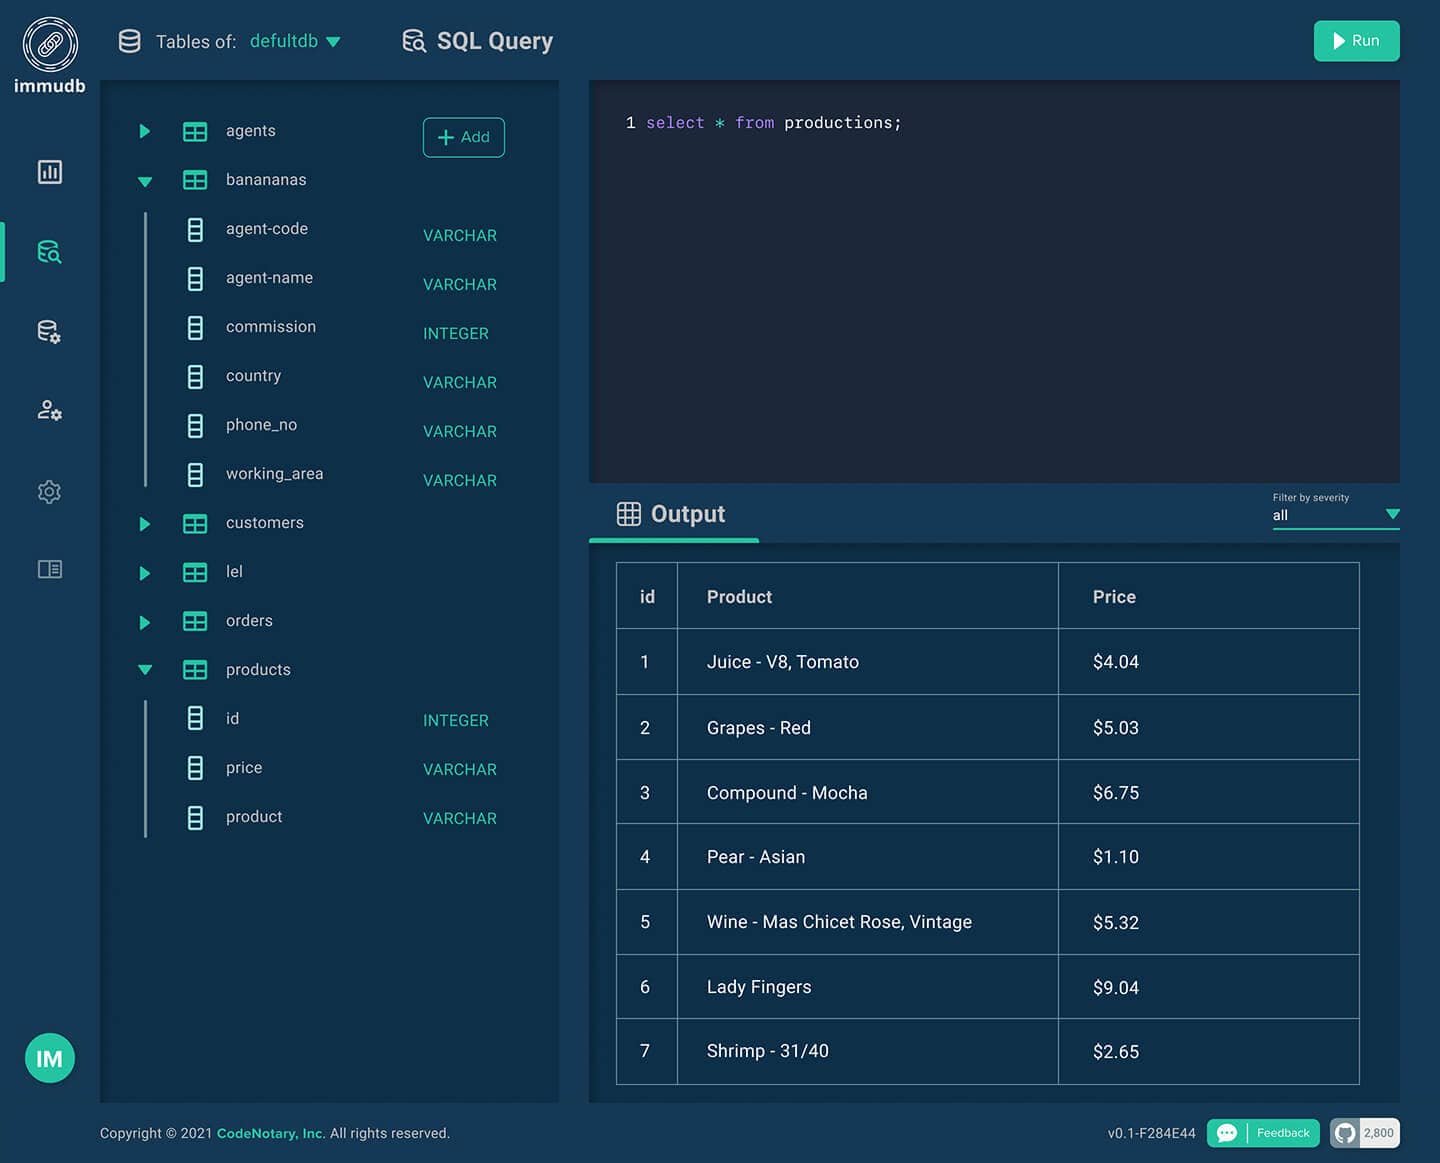 immudb
Tables of: defultdb
SQL Query
Run
agents
Add
banananas
agent-code VARCHAR
agent-name VARCHAR
commission INTEGER
country VARCHAR
phone_no VARCHAR
working_area VARCHAR
customers
lel
orders
products
id INTEGER
price VARCHAR
product VARCHAR
IM
1 select * from productions;
Output
Filter by severity
all
id Product Price
1 Juice - V8, Tomato $4.04
2 Grapes - Red $5.03
3 Compound - Mocha $6.75
4 Pear - Asian $1.10
5 Wine - Mas Chicet Rose, Vintage $5.32
6 Lady Fingers $9.04
7 Shrimp - 31/40 $2.65
Copyright © 2021 CodeNotary, Inc. All rights reserved.
v0.1-F284E44
Feedback
2,800